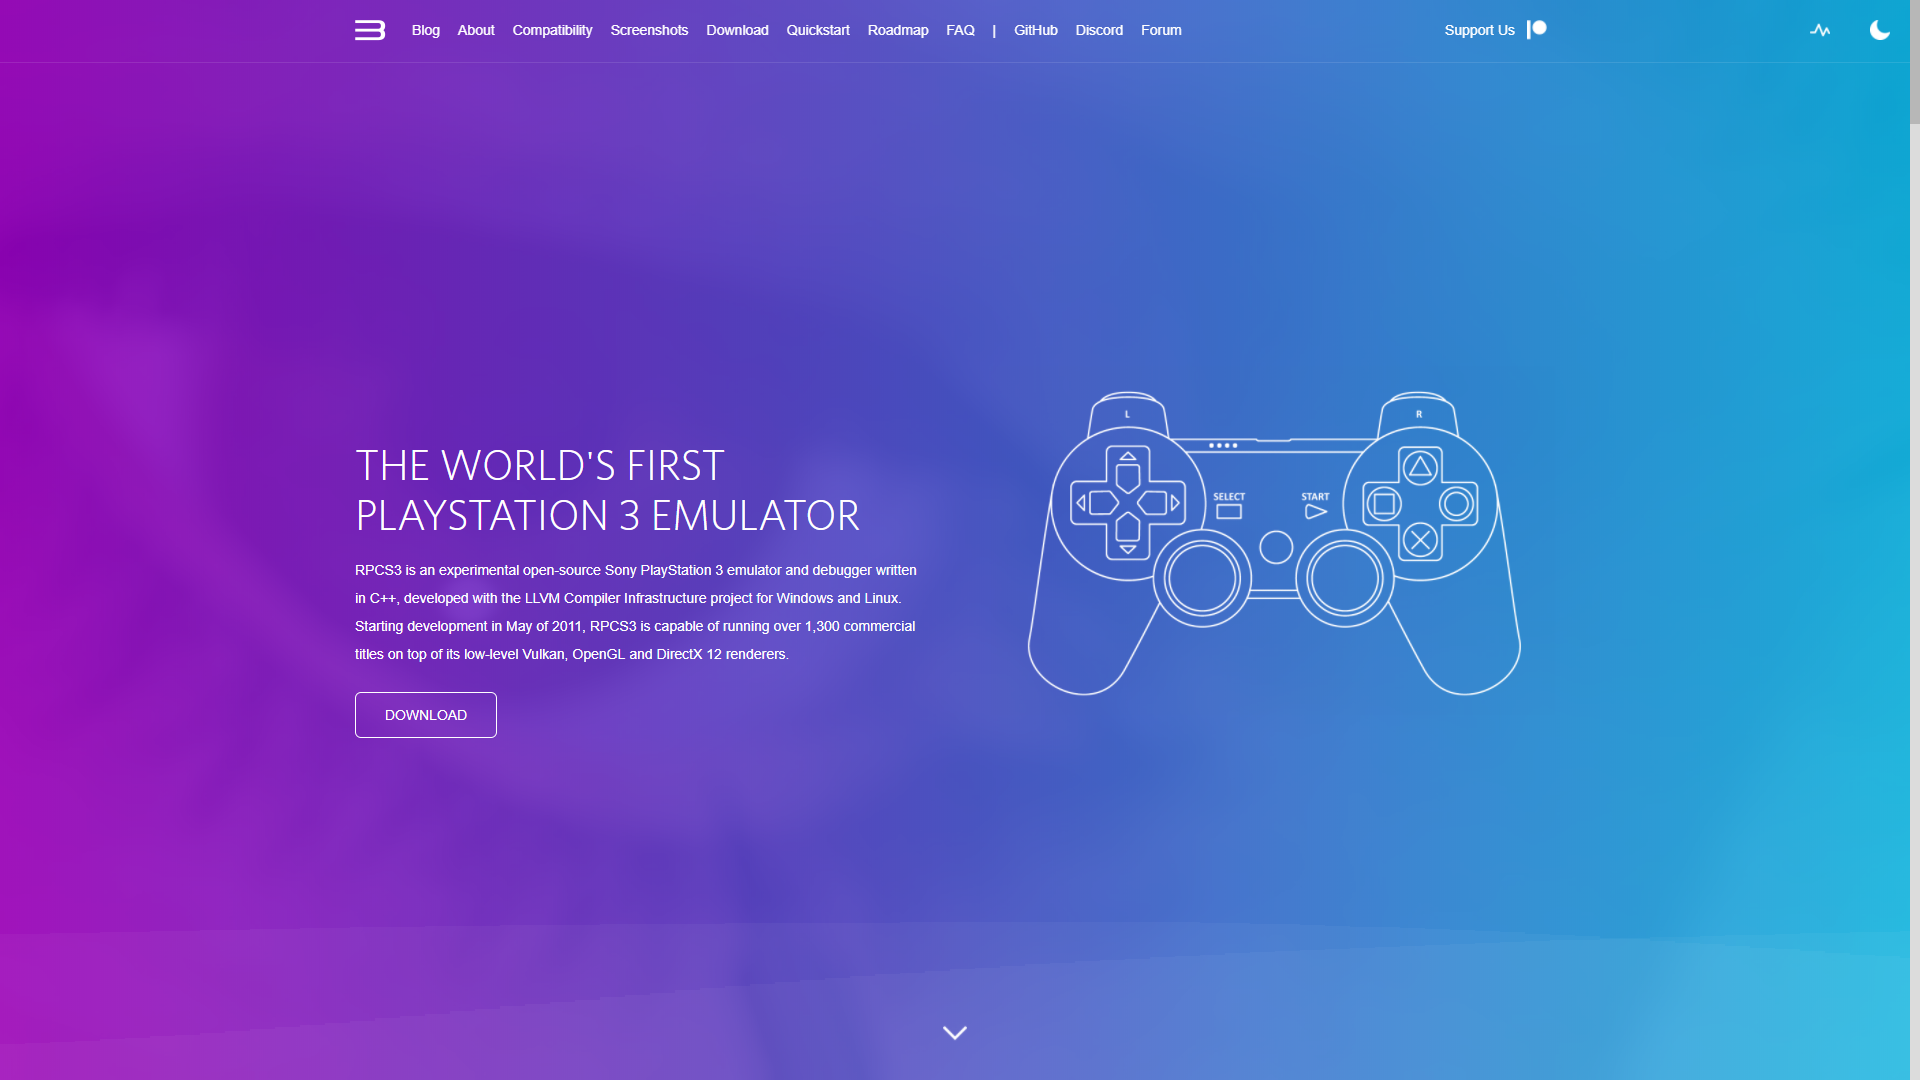 Blog About Compatibility Screenshots Download Quickstart Roadmap FAQ | GitHub Discord Forum Support Us
THE WORLD'S FIRST
PLAYSTATION 3 EMULATOR
RPCS3 is an experimental open-source Sony PlayStation 3 emulator and debugger written
in C++, developed with the LLVM Compiler Infrastructure project for Windows and Linux.
Starting development in May of 2011, RPCS3 is capable of running over 1,300 commercial
titles on top of its low-level Vulkan, OpenGL and DirectX 12 renderers.
DOWNLOAD
L R
SELECT START